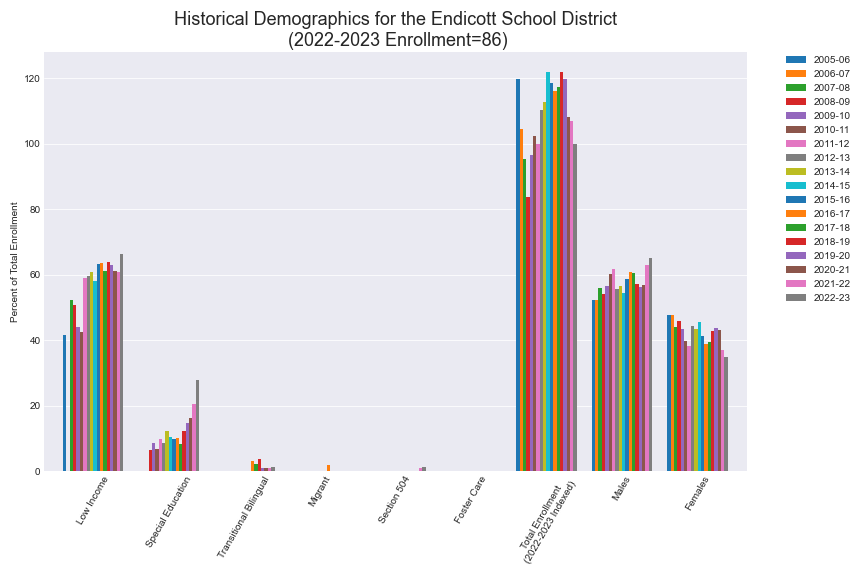 Historical Demographics for the Endicott School District
(2022-2023 Enrollment=86)
Percent of Total Enrollment
120
100
80
60
40
20
0
Low Income
Special Education
Transitional Bilingual
Migrant
Section 504
Foster Care
Total Enrollment
(2022-2023 Indexed)
Males
Females
2005-06
2006-07
2007-08
2008-09
2009-10
2010-11
2011-12
2012-13
2013-14
2014-15
2015-16
2016-17
2017-18
2018-19
2019-20
2020-21
2021-22
2022-23